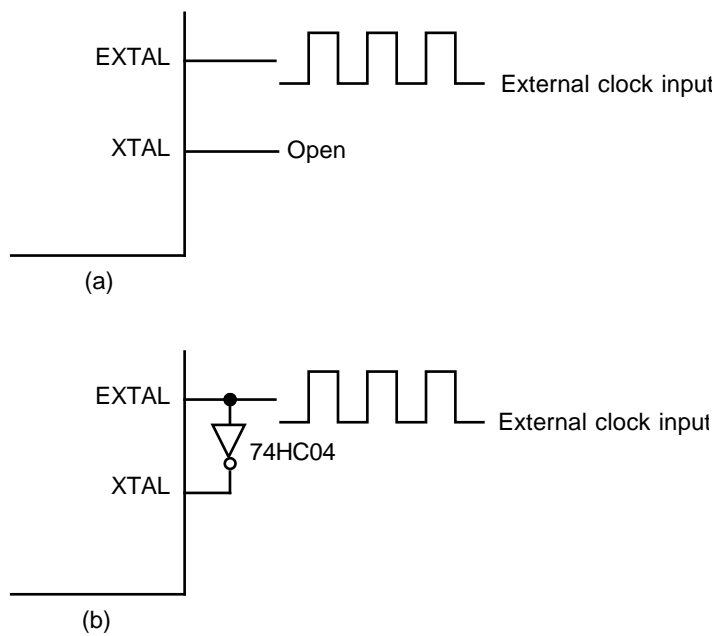 EXTAL
External clock input
XTAL
Open
(a)
EXTAL
External clock input
74HC04
XTAL
(b)